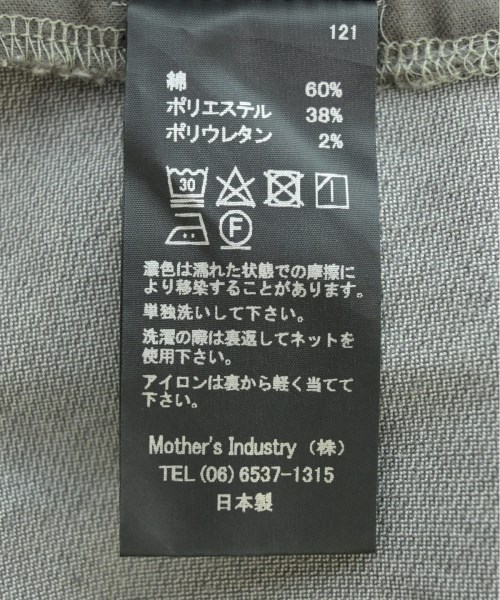 121
綿 60%
ポリエステル 38%
ポリウレタン 2%
30
F
濃色は濡れた状態での摩擦に
より移染することがあります。
単独洗いして下さい。
洗濯の際は裏返してネットを
使用下さい。
アイロンは裏から軽く当てて
下さい。
Mother's Industry（株）
TEL(06)6537-1315
日本製